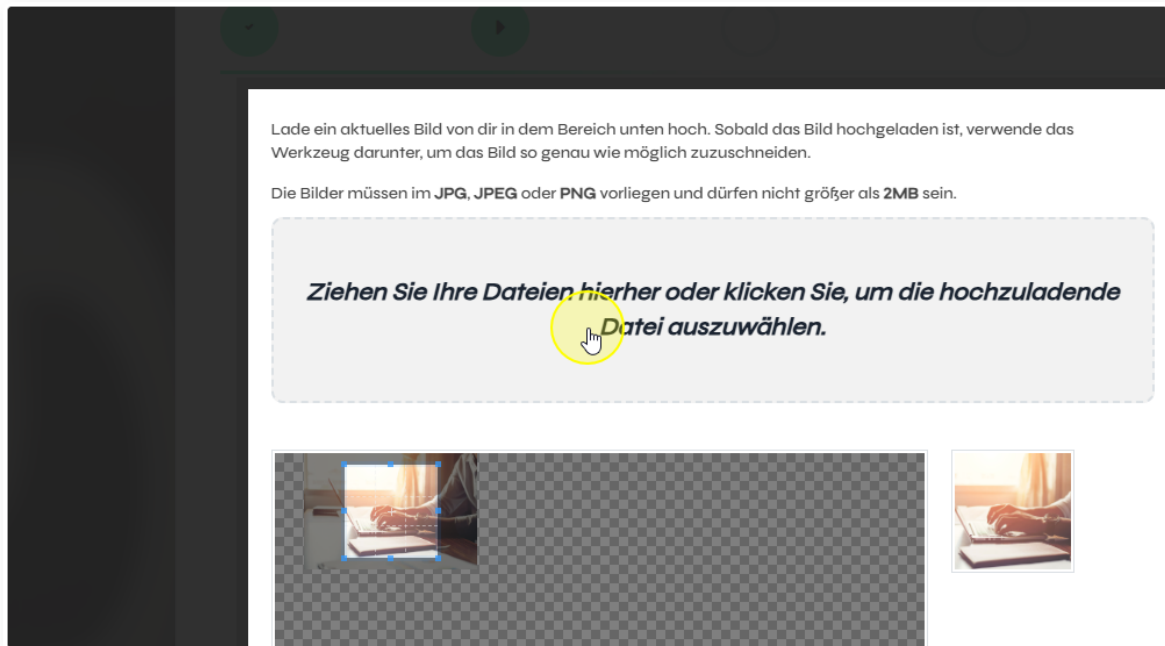 Lade ein aktuelles Bild von dir in dem Bereich unten hoch. Sobald das Bild hochgeladen ist, verwende das
Werkzeug darunter, um das Bild so genau wie möglich zuzuschneiden.
Die Bilder müssen im JPG, JPEG oder PNG vorliegen und dürfen nicht größer als 2MB sein.
Ziehen Sie Ihre Dateien hierher oder klicken Sie, um die hochzuladende
Datei auszuwählen.